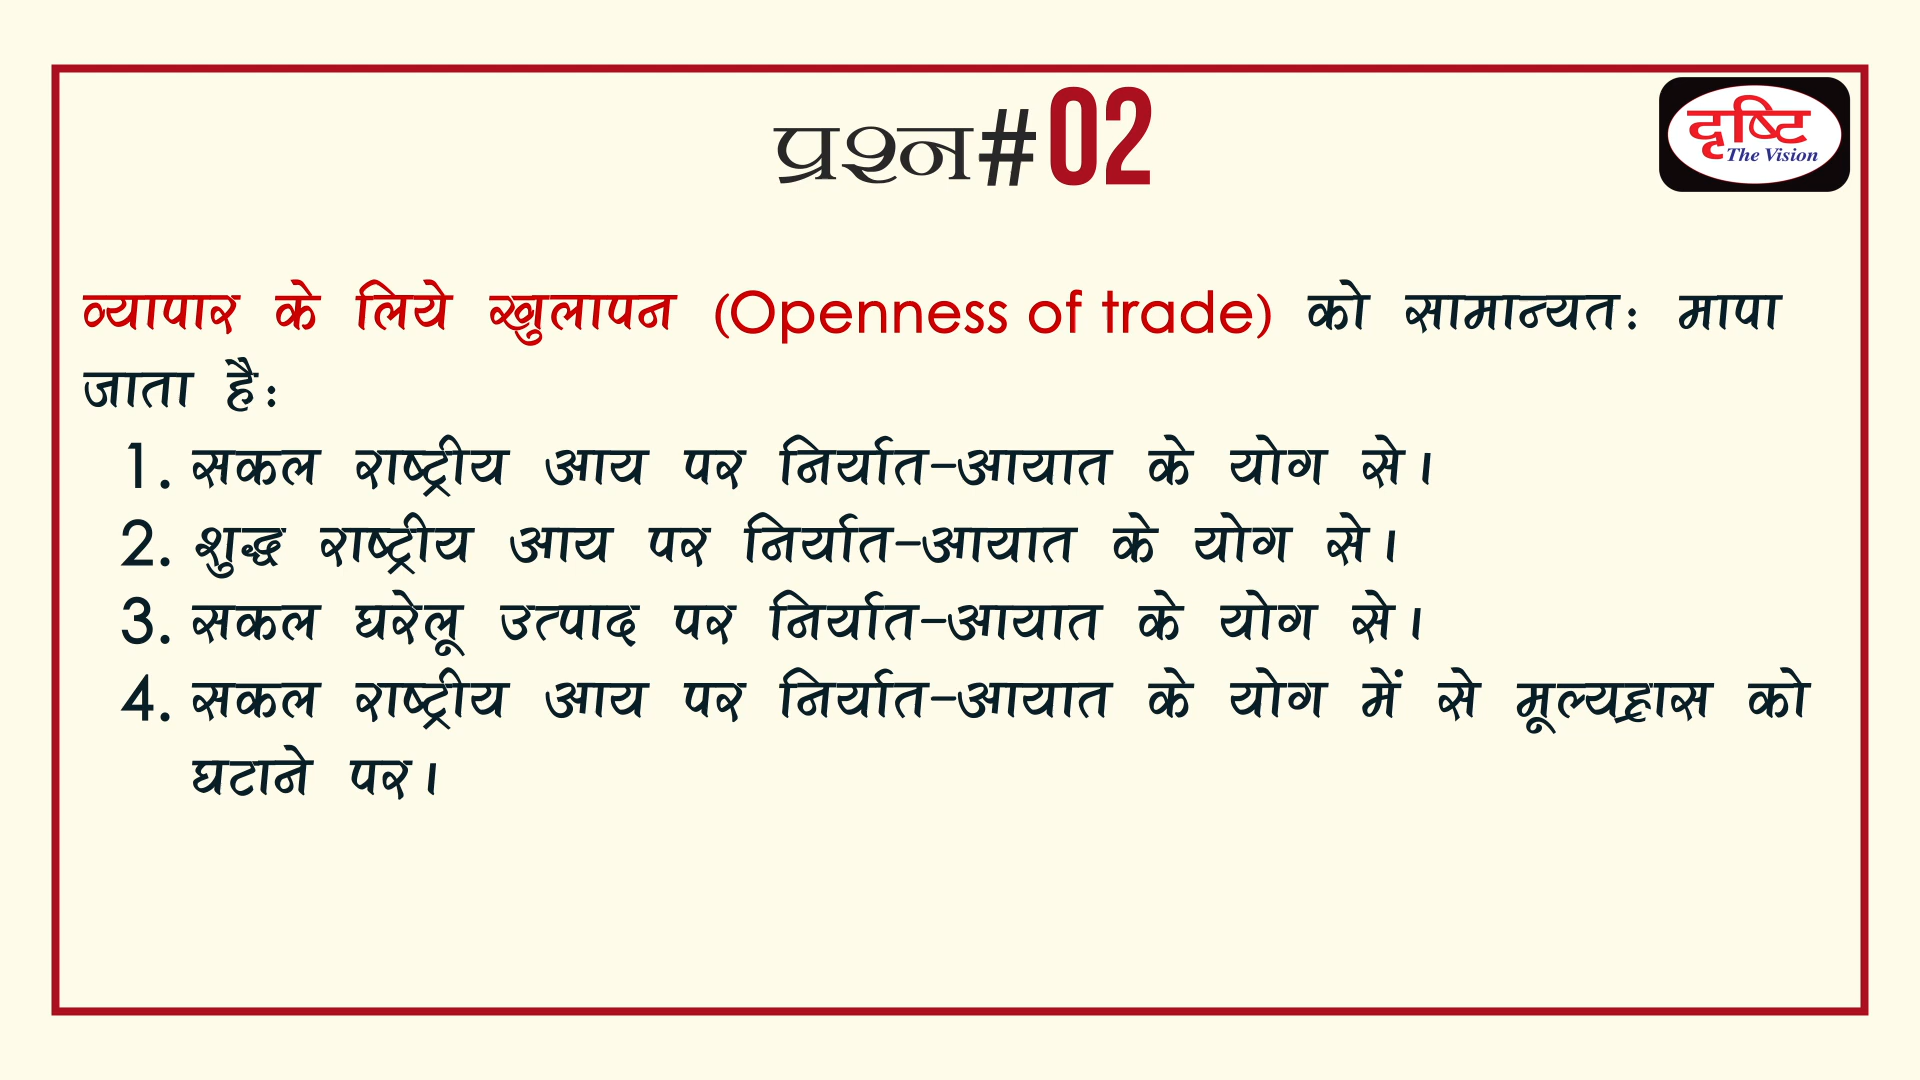 प्रश्न#02
दृष्टि
The Vision
व्यापार के लिये खुलापन (Openness of trade) को सामान्यत: मापा
जाता है:
1. सकल राष्ट्रीय आय पर निर्यात-आयात के योग से।
2. शुद्ध राष्ट्रीय आय पर निर्यात-आयात के योग से।
3. सकल घरेलू उत्पाद पर निर्यात-आयात के योग से।
4. सकल राष्ट्रीय आय पर निर्यात-आयात के योग में से मूल्यह्रास को
घटाने पर।